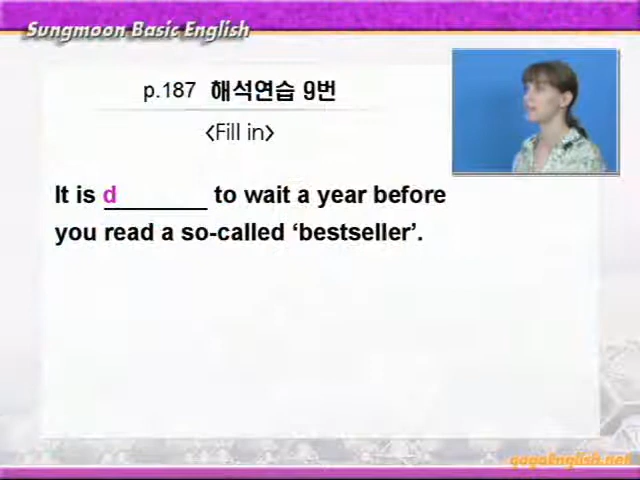 Sungmoon Basic English
p.187 해석연습 9번
<Fill in>
It is d_______ to wait a year before
you read a so-called ‘bestseller’.
gogoEnglish.net